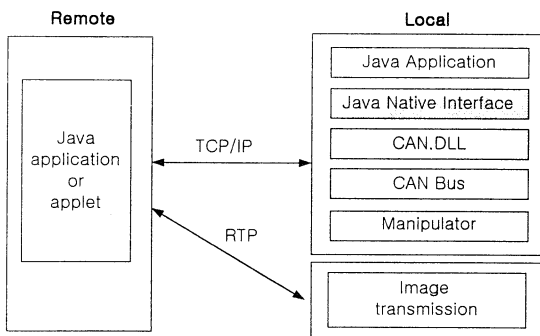 Remote
Local
Java
application
or
applet
TCP/IP
RTP
Java Application
Java Native Interface
CAN.DLL
CAN Bus
Manipulator
Image
transmission